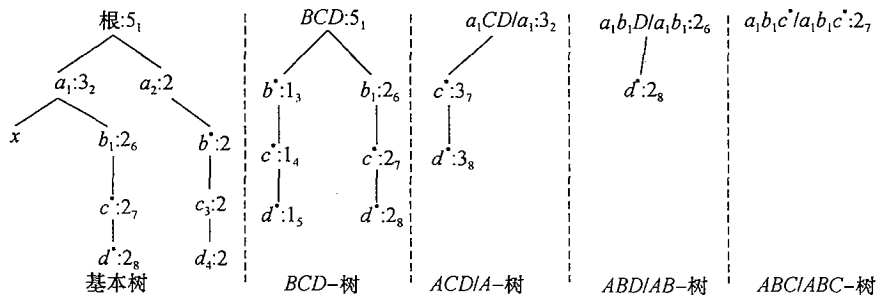 根:5₁ BCD:5₁ a₁CD/a₁:3₂ a₁b₁D/a₁b₁:2₆ a₁b₁c*/a₁b₁c*:2₇
a₁:3₂ a₂:2 b*:1₃ b₁:2₆ c*:3₇ d*:2₈
x b₁:2₆ b*:2 c*:1₄ c*:2₇ d*:3₈
c*:2₇ c₃:2 d*:1₅ d*:2₈
d*:2₈ d₄:2
基本树 BCD-树 ACD/A-树 ABD/AB-树 ABC/ABC-树